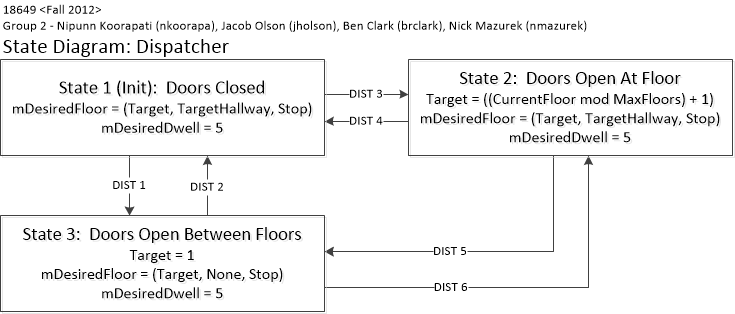 18649 <Fall 2012>
Group 2 - Nipunn Koorapati (nkoorapa), Jacob Olson (jholson), Ben Clark (brclark), Nick Mazurek (nmazurek)
State Diagram: Dispatcher
State 1 (Init):  Doors Closed
mDesiredFloor = (Target, TargetHallway, Stop)
mDesiredDwell = 5
DIST 3
DIST 4
State 2:  Doors Open At Floor
Target = ((CurrentFloor mod MaxFloors) + 1)
mDesiredFloor = (Target, TargetHallway, Stop)
mDesiredDwell = 5
DIST 1
DIST 2
State 3:  Doors Open Between Floors
Target = 1
mDesiredFloor = (Target, None, Stop)
mDesiredDwell = 5
DIST 5
DIST 6